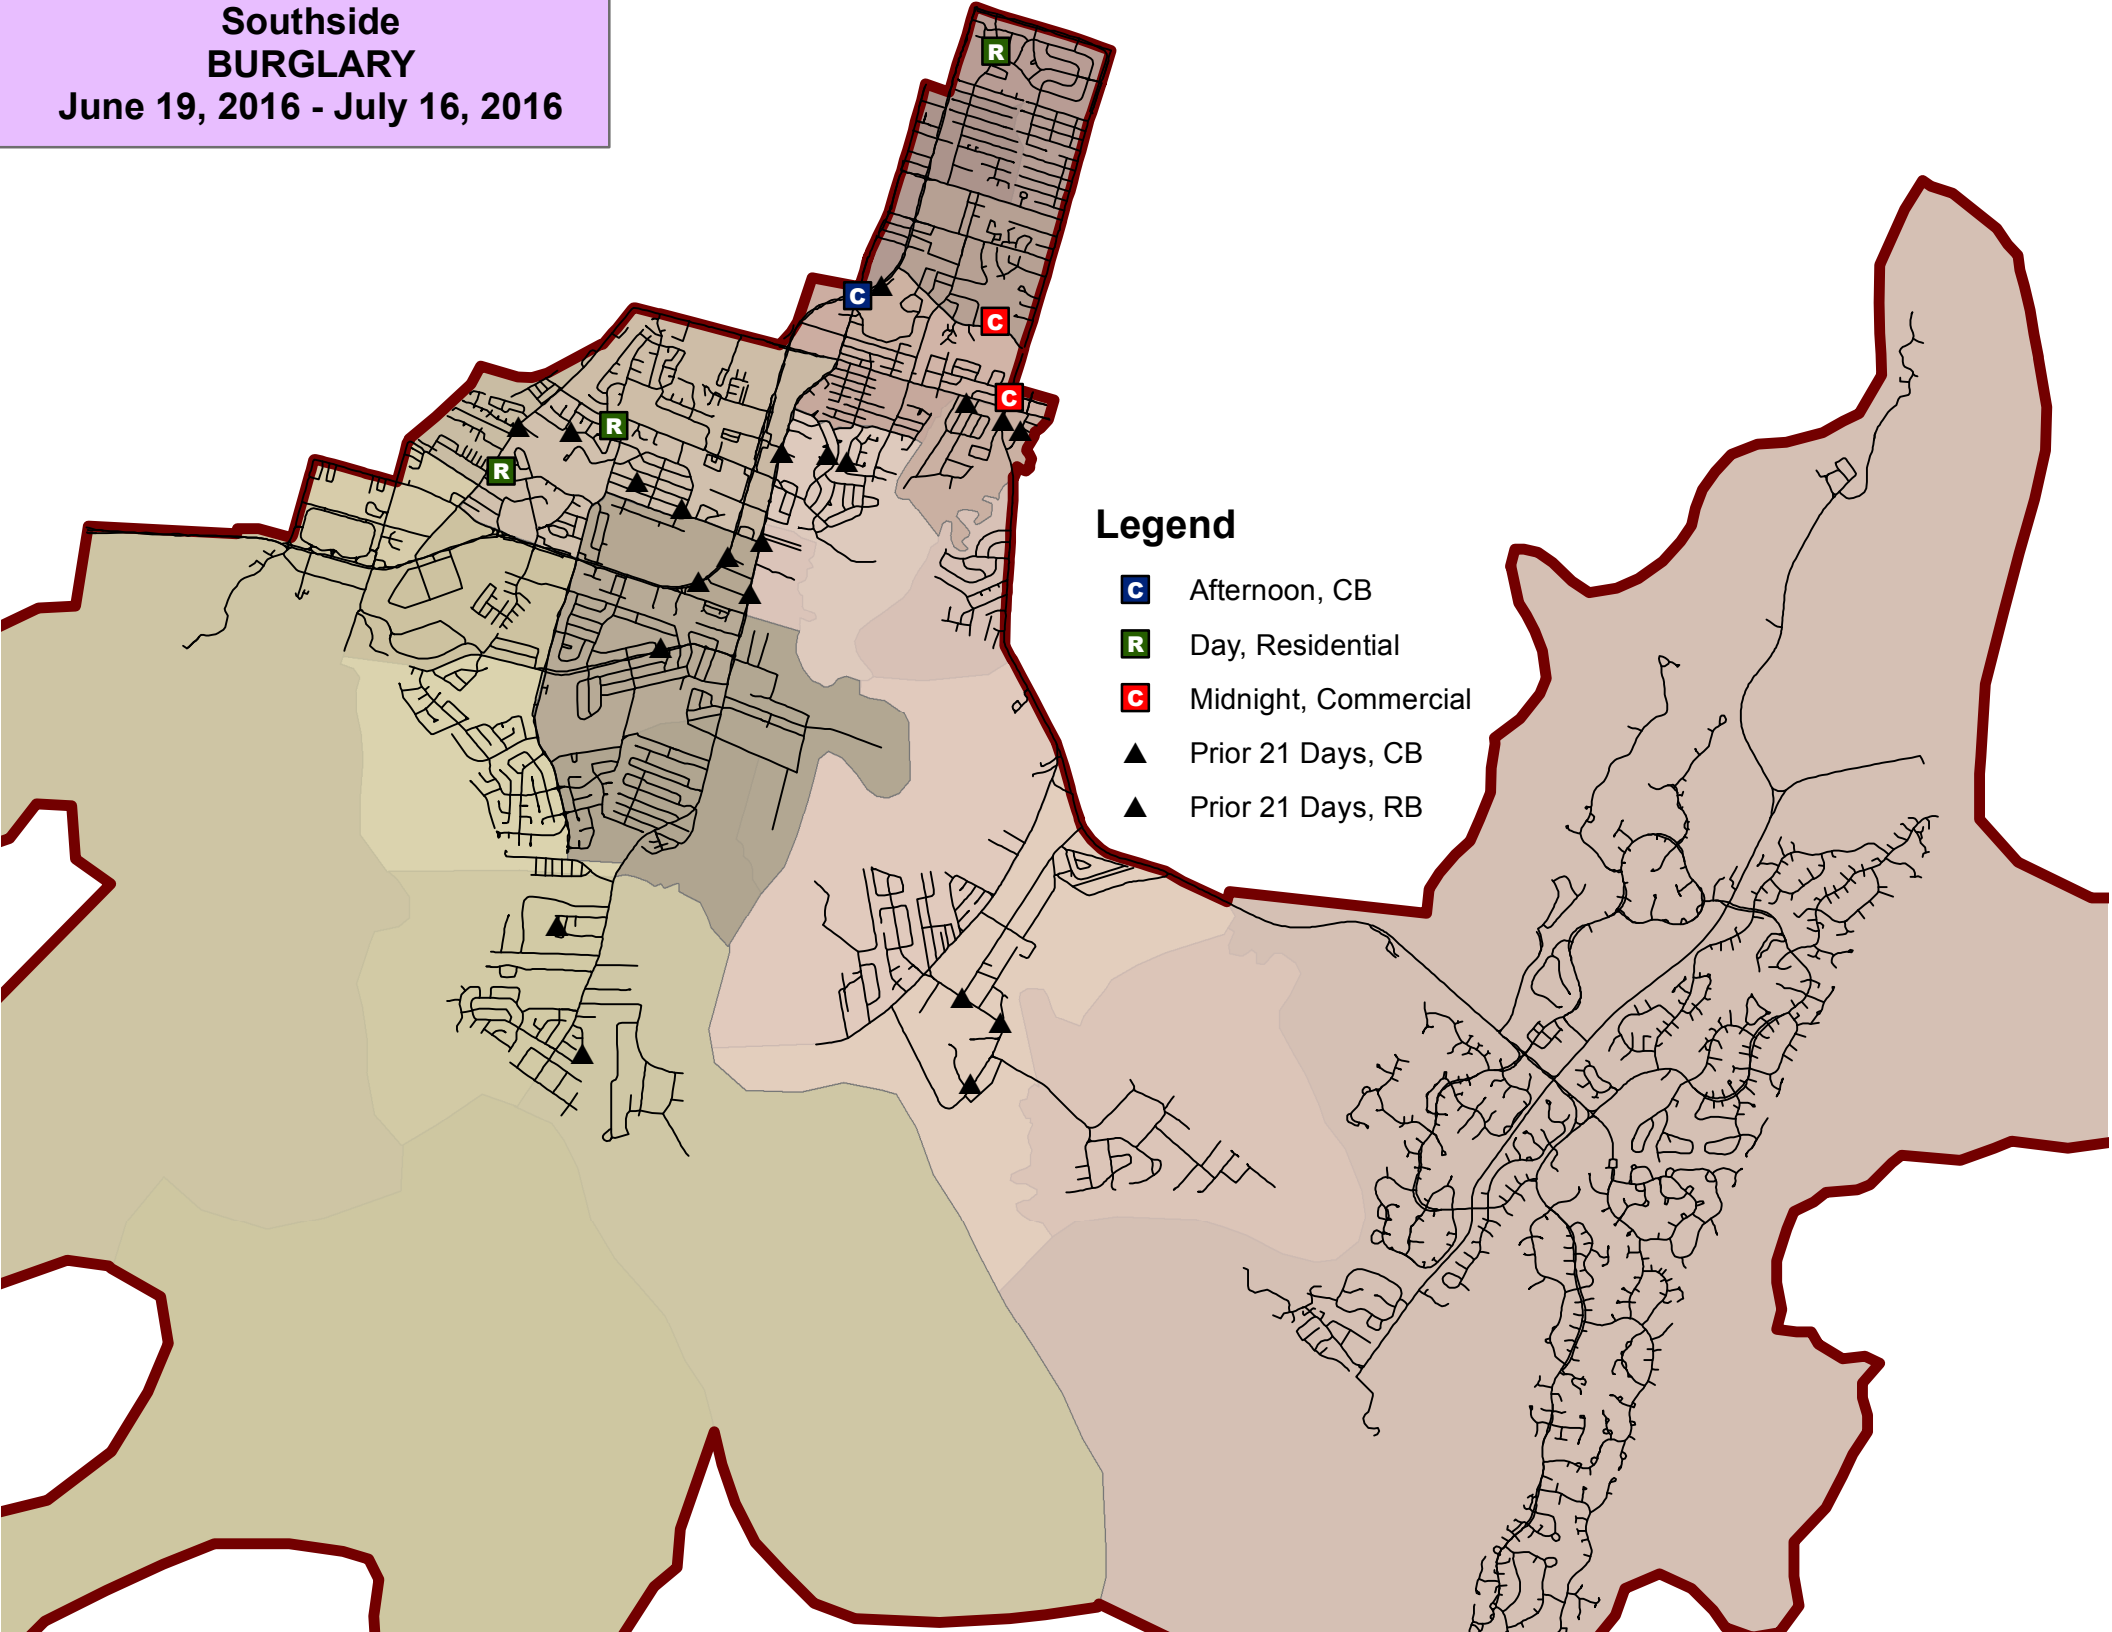 Southside
BURGLARY
June 19, 2016 - July 16, 2016
R
C
C
C
R
R
Legend
C Afternoon, CB
R Day, Residential
C Midnight, Commercial
Prior 21 Days, CB
Prior 21 Days, RB